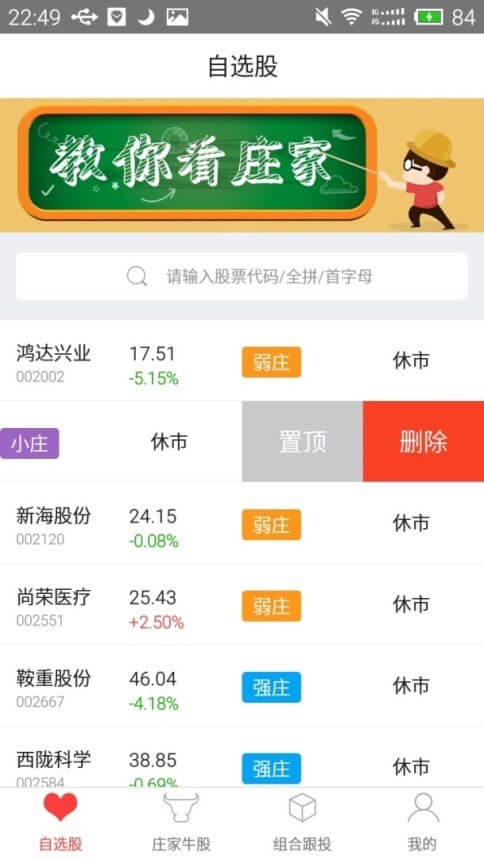 22:49
84
自选股
教你看庄家
请输入股票代码/全拼/首字母
鸿达兴业 17.51 弱庄 休市
002002 -5.15%
小庄 休市 置顶 删除
新海股份 24.15 弱庄 休市
002120 -0.08%
尚荣医疗 25.43 弱庄 休市
002551 +2.50%
鞍重股份 46.04 强庄 休市
002667 -4.18%
西陇科学 38.85 强庄 休市
002584 -0.69%
自选股 庄家牛股 组合跟投 我的